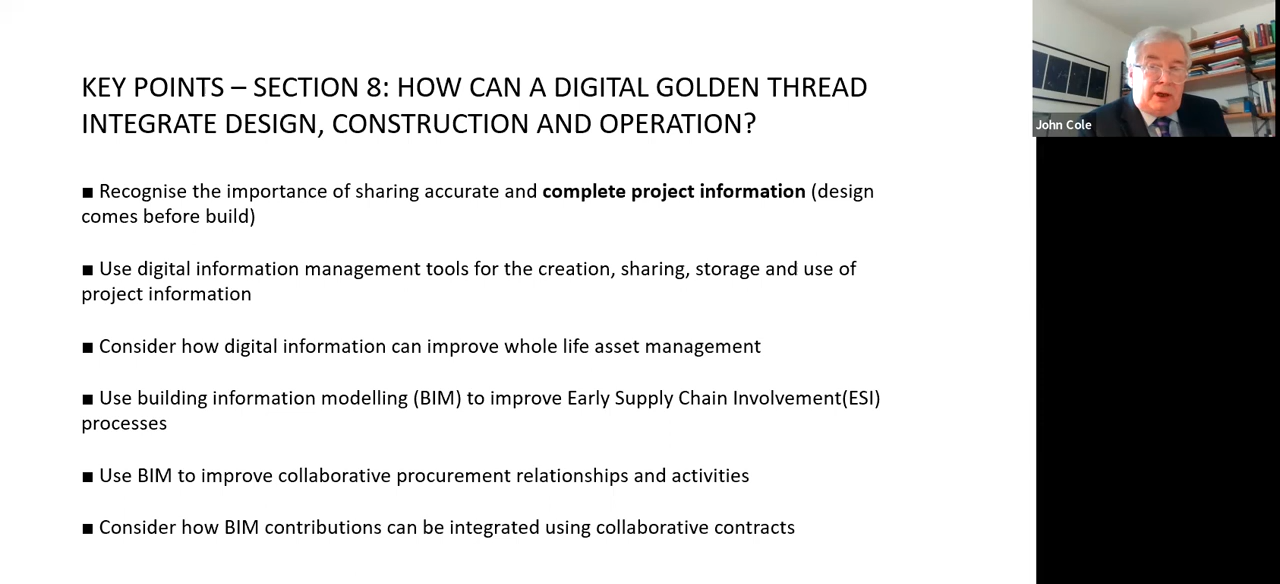 KEY POINTS – SECTION 8: HOW CAN A DIGITAL GOLDEN THREAD
INTEGRATE DESIGN, CONSTRUCTION AND OPERATION?
■ Recognise the importance of sharing accurate and complete project information (design
comes before build)
■ Use digital information management tools for the creation, sharing, storage and use of
project information
■ Consider how digital information can improve whole life asset management
■ Use building information modelling (BIM) to improve Early Supply Chain Involvement(ESI)
processes
■ Use BIM to improve collaborative procurement relationships and activities
■ Consider how BIM contributions can be integrated using collaborative contracts
John Cole